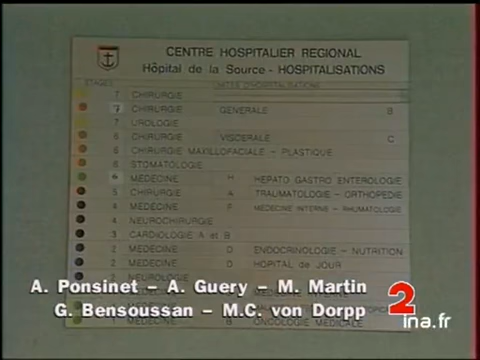 CENTRE HOSPITALIER REGIONAL
Hôpital de la Source - HOSPITALISATIONS
ETAGES UNITES D'HOSPITALISATIONS
7 CHIRURGIE
7 CHIRURGIE GENERALE B
7 UROLOGIE
6 CHIRURGIE VISCERALE C
6 CHIRURGIE MAXILLOFACIALE - PLASTIQUE
6 STOMATOLOGIE
6 MEDECINE H HEPATO GASTRO ENTEROLOGIE
5 CHIRURGIE A TRAUMATOLOGIE - ORTHOPEDIE
4 MEDECINE F MEDECINE INTERNE - RHUMATOLOGIE
4 NEUROCHIRURGIE
3 CARDIOLOGIE A et B
2 MEDECINE D ENDOCRINOLOGIE - NUTRITION
2 MEDECINE D HOPITAL de JOUR
2 NEUROLOGIE
A. Ponsinet - A. Guery - M. Martin
G. Bensoussan - M.C. von Dorpp
2
ina.fr
MEDECINE B ONCOLOGIE MEDICALE